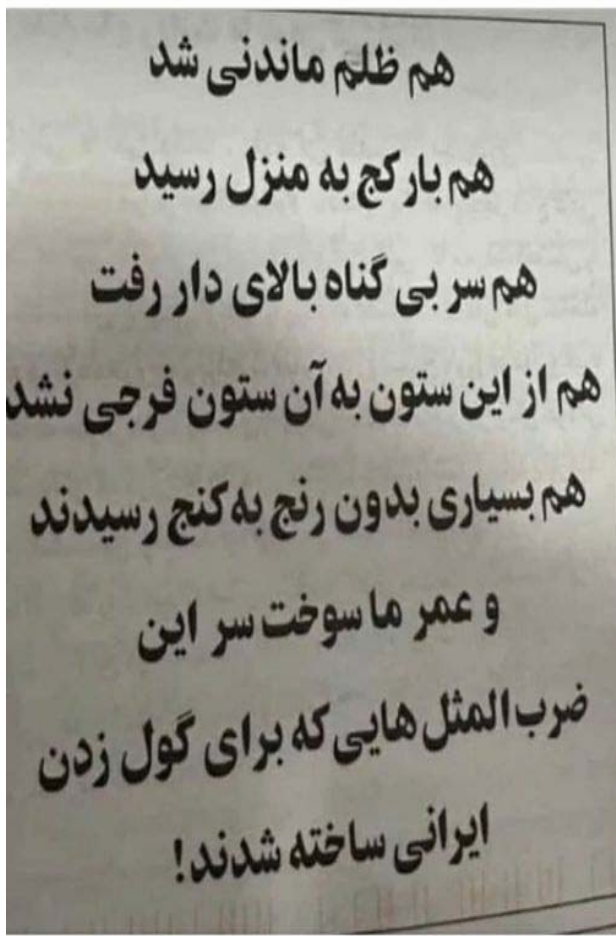 هم ظلم ماندنی شد
هم بار کج به منزل رسید
هم سر بی گناه بالای دار رفت
هم از این ستون به آن ستون فرجی نشد
هم بسیاری بدون رنج به کنج رسیدند
و عمر ما سوخت سر این
ضرب المثل هایی که برای گول زدن
ایرانی ساخته شدند!